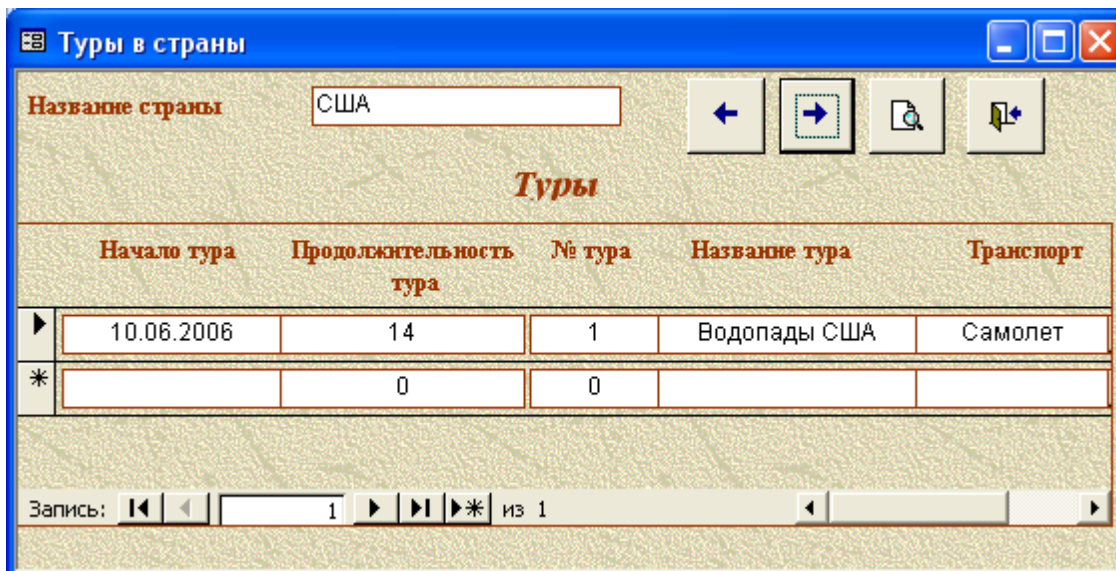 Туры в страны
Название страны США
Туры
Начало тура Продолжительность тура № тура Название тура Транспорт
10.06.2006 14 1 Водопады США Самолет
0 0
Запись: 1 из 1